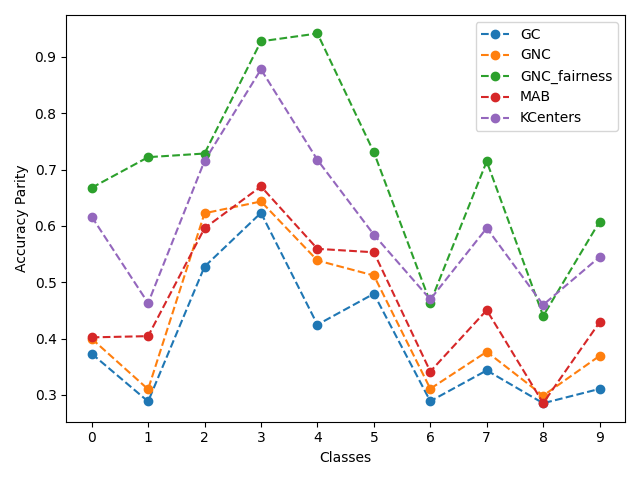 GC
GNC
GNC_fairness
MAB
KCenters
0.9
0.8
0.7
0.6
0.5
0.4
0.3
Accuracy Parity
0 1 2 3 4 5 6 7 8 9
Classes